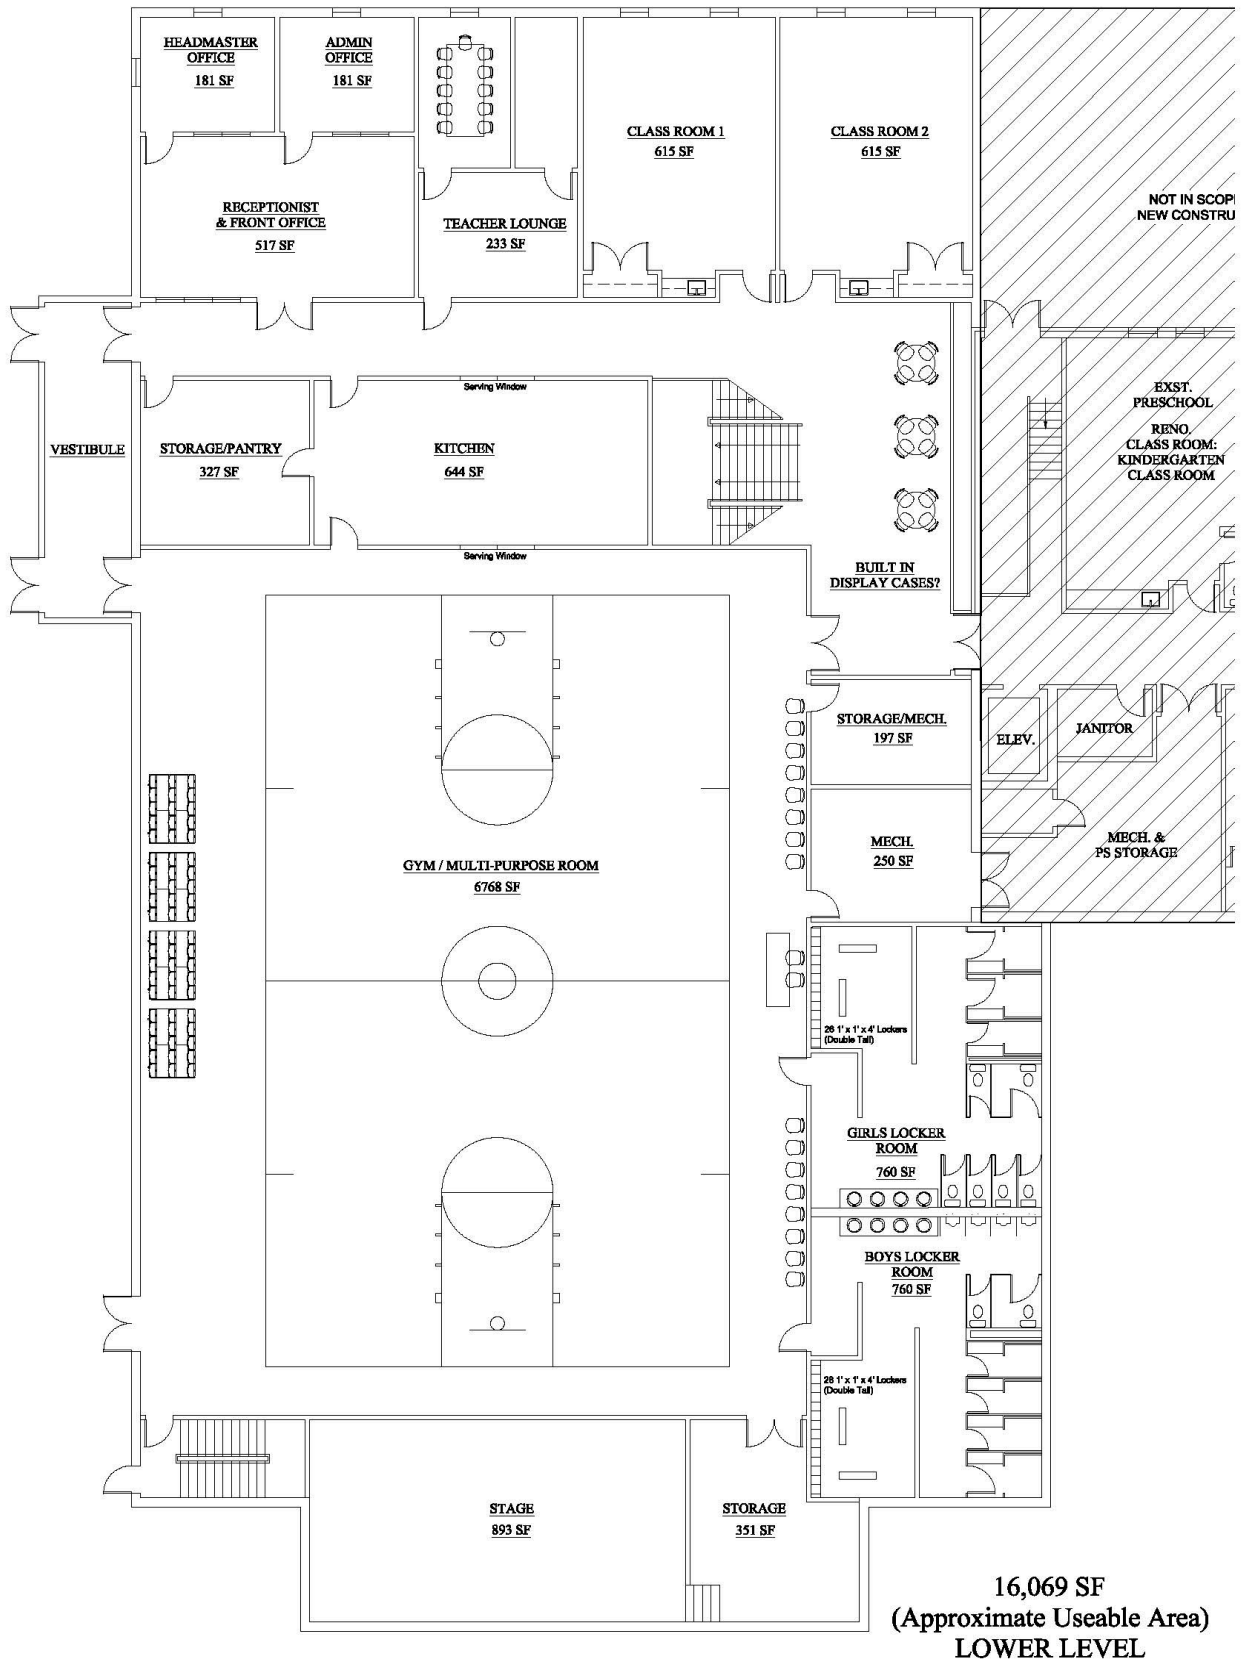 HEADMASTER
OFFICE
181 SF
ADMIN
OFFICE
181 SF
CLASS ROOM 1
615 SF
CLASS ROOM 2
615 SF
NOT IN SCOP
NEW CONSTRU
RECEPTIONIST
& FRONT OFFICE
517 SF
TEACHER LOUNGE
233 SF
Serving Window
EXST.
PRESCHOOL
RENO.
CLASS ROOM:
KINDERGARTEN
CLASS ROOM
VESTIBULE
STORAGE/PANTRY
327 SF
KITCHEN
644 SF
Serving Window
BUILT IN
DISPLAY CASES?
STORAGE/MECH.
197 SF
ELEV.
JANITOR
MECH.
250 SF
MECH. &
PS STORAGE
GYM / MULTI-PURPOSE ROOM
6768 SF
26 1' x 1' x 4' Lockers
(Double Tall)
GIRLS LOCKER
ROOM
760 SF
BOYS LOCKER
ROOM
760 SF
28 1' x 1' x 4' Lockers
(Double Tall)
STAGE
893 SF
STORAGE
351 SF
16,069 SF
(Approximate Useable Area)
LOWER LEVEL